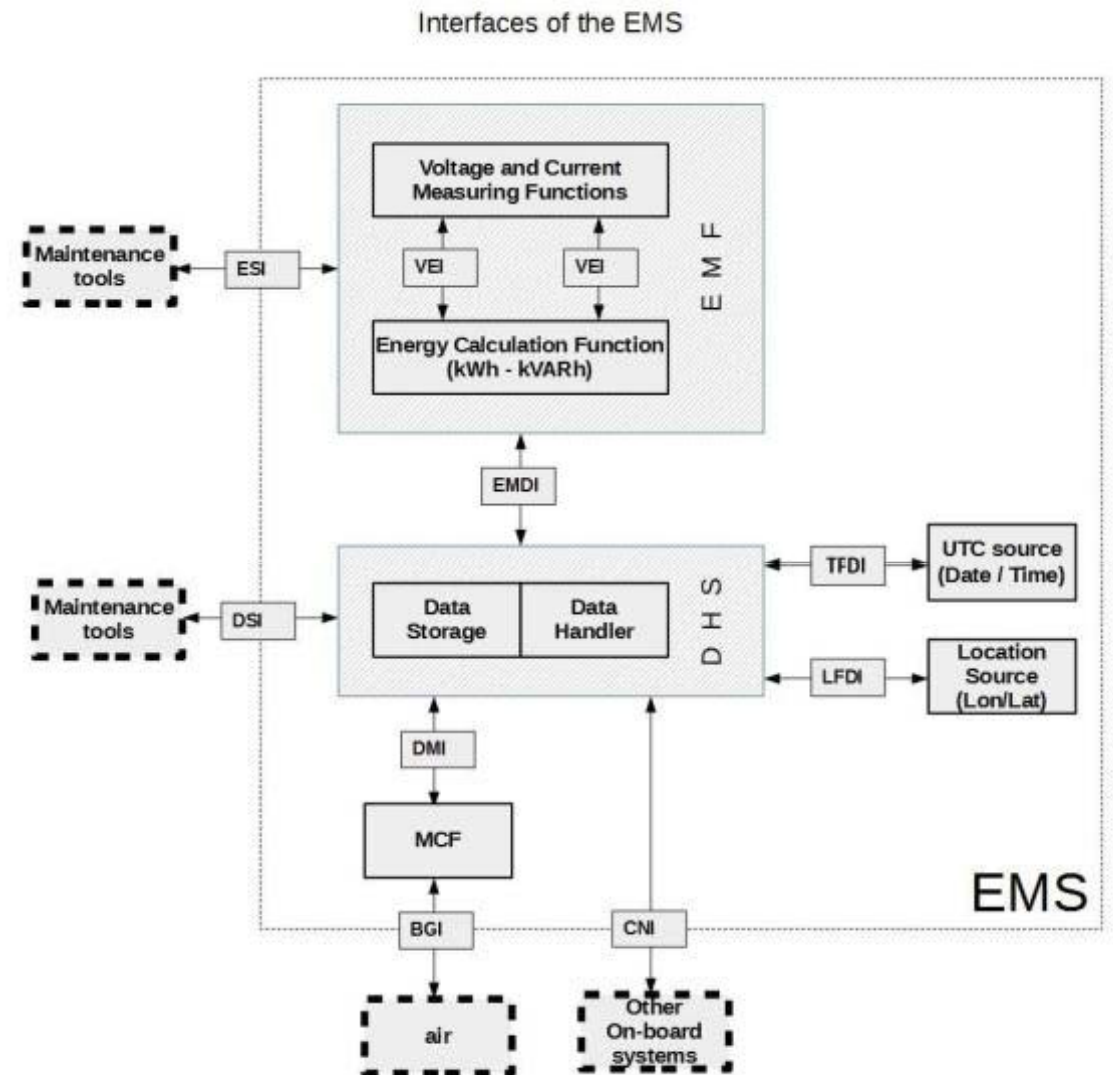 Interfaces of the EMS
Voltage and Current
Measuring Functions
EMF
Maintenance
tools
ESI
VEI
VEI
Energy Calculation Function
(kWh - kVARh)
EMDI
UTC source
(Date / Time)
TFDI
Maintenance
tools
DSI
Data
Storage
Data
Handler
DHS
LFDI
Location
Source
(Lon/Lat)
DMI
MCF
EMS
BGI
CNI
air
Other
On-board
systems